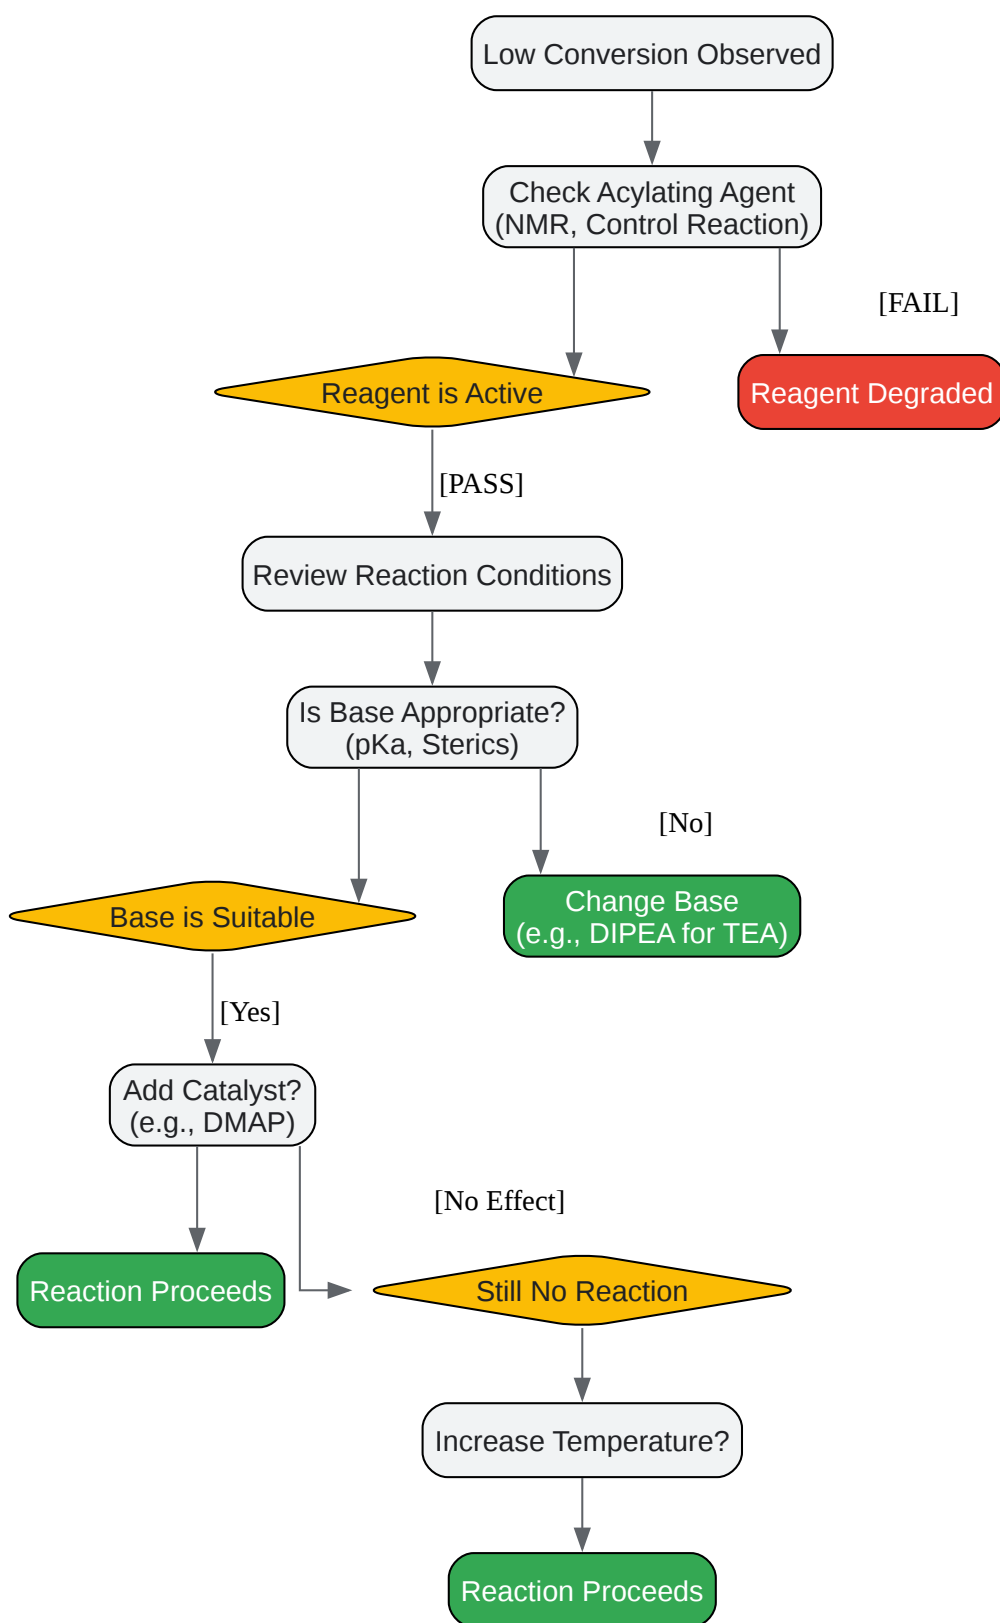 Low Conversion Observed
Check Acylating Agent
(NMR, Control Reaction)
[FAIL]
Reagent is Active
Reagent Degraded
[PASS]
Review Reaction Conditions
Is Base Appropriate?
(pKa, Sterics)
[No]
Base is Suitable
Change Base
(e.g., DIPEA for TEA)
[Yes]
Add Catalyst?
(e.g., DMAP)
[No Effect]
Reaction Proceeds
Still No Reaction
Increase Temperature?
Reaction Proceeds